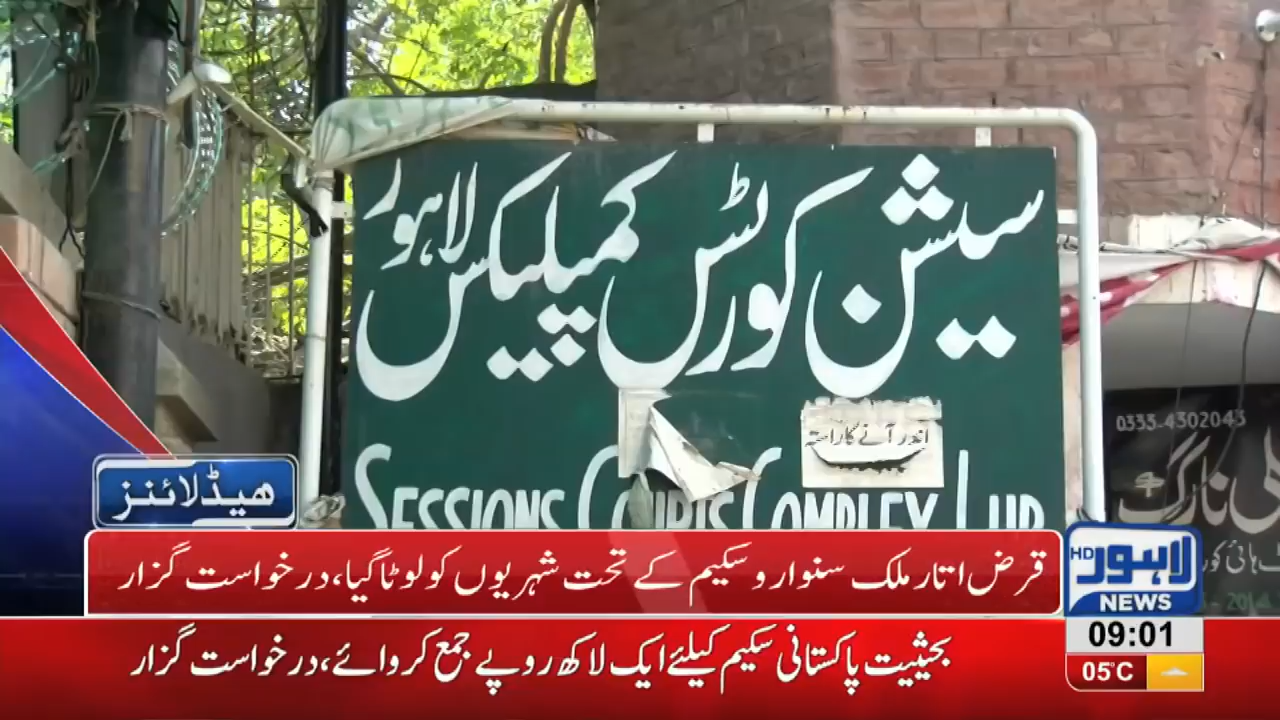 سیشن کورٹس کمپلیکس لاہور
اندر آنے کا راستہ
SESSIONS COURTS COMPLEX LHR
0333-4302043
ہیڈلائنز
قرض اتار ملک سنوارو سکیم کے تحت شہریوں کو لوٹا گیا، درخواست گزار
بحیثیت پاکستانی سکیم کیلئے ایک لاکھ روپے جمع کروائے، درخواست گزار
HD لاہور
NEWS
09:01
05°C